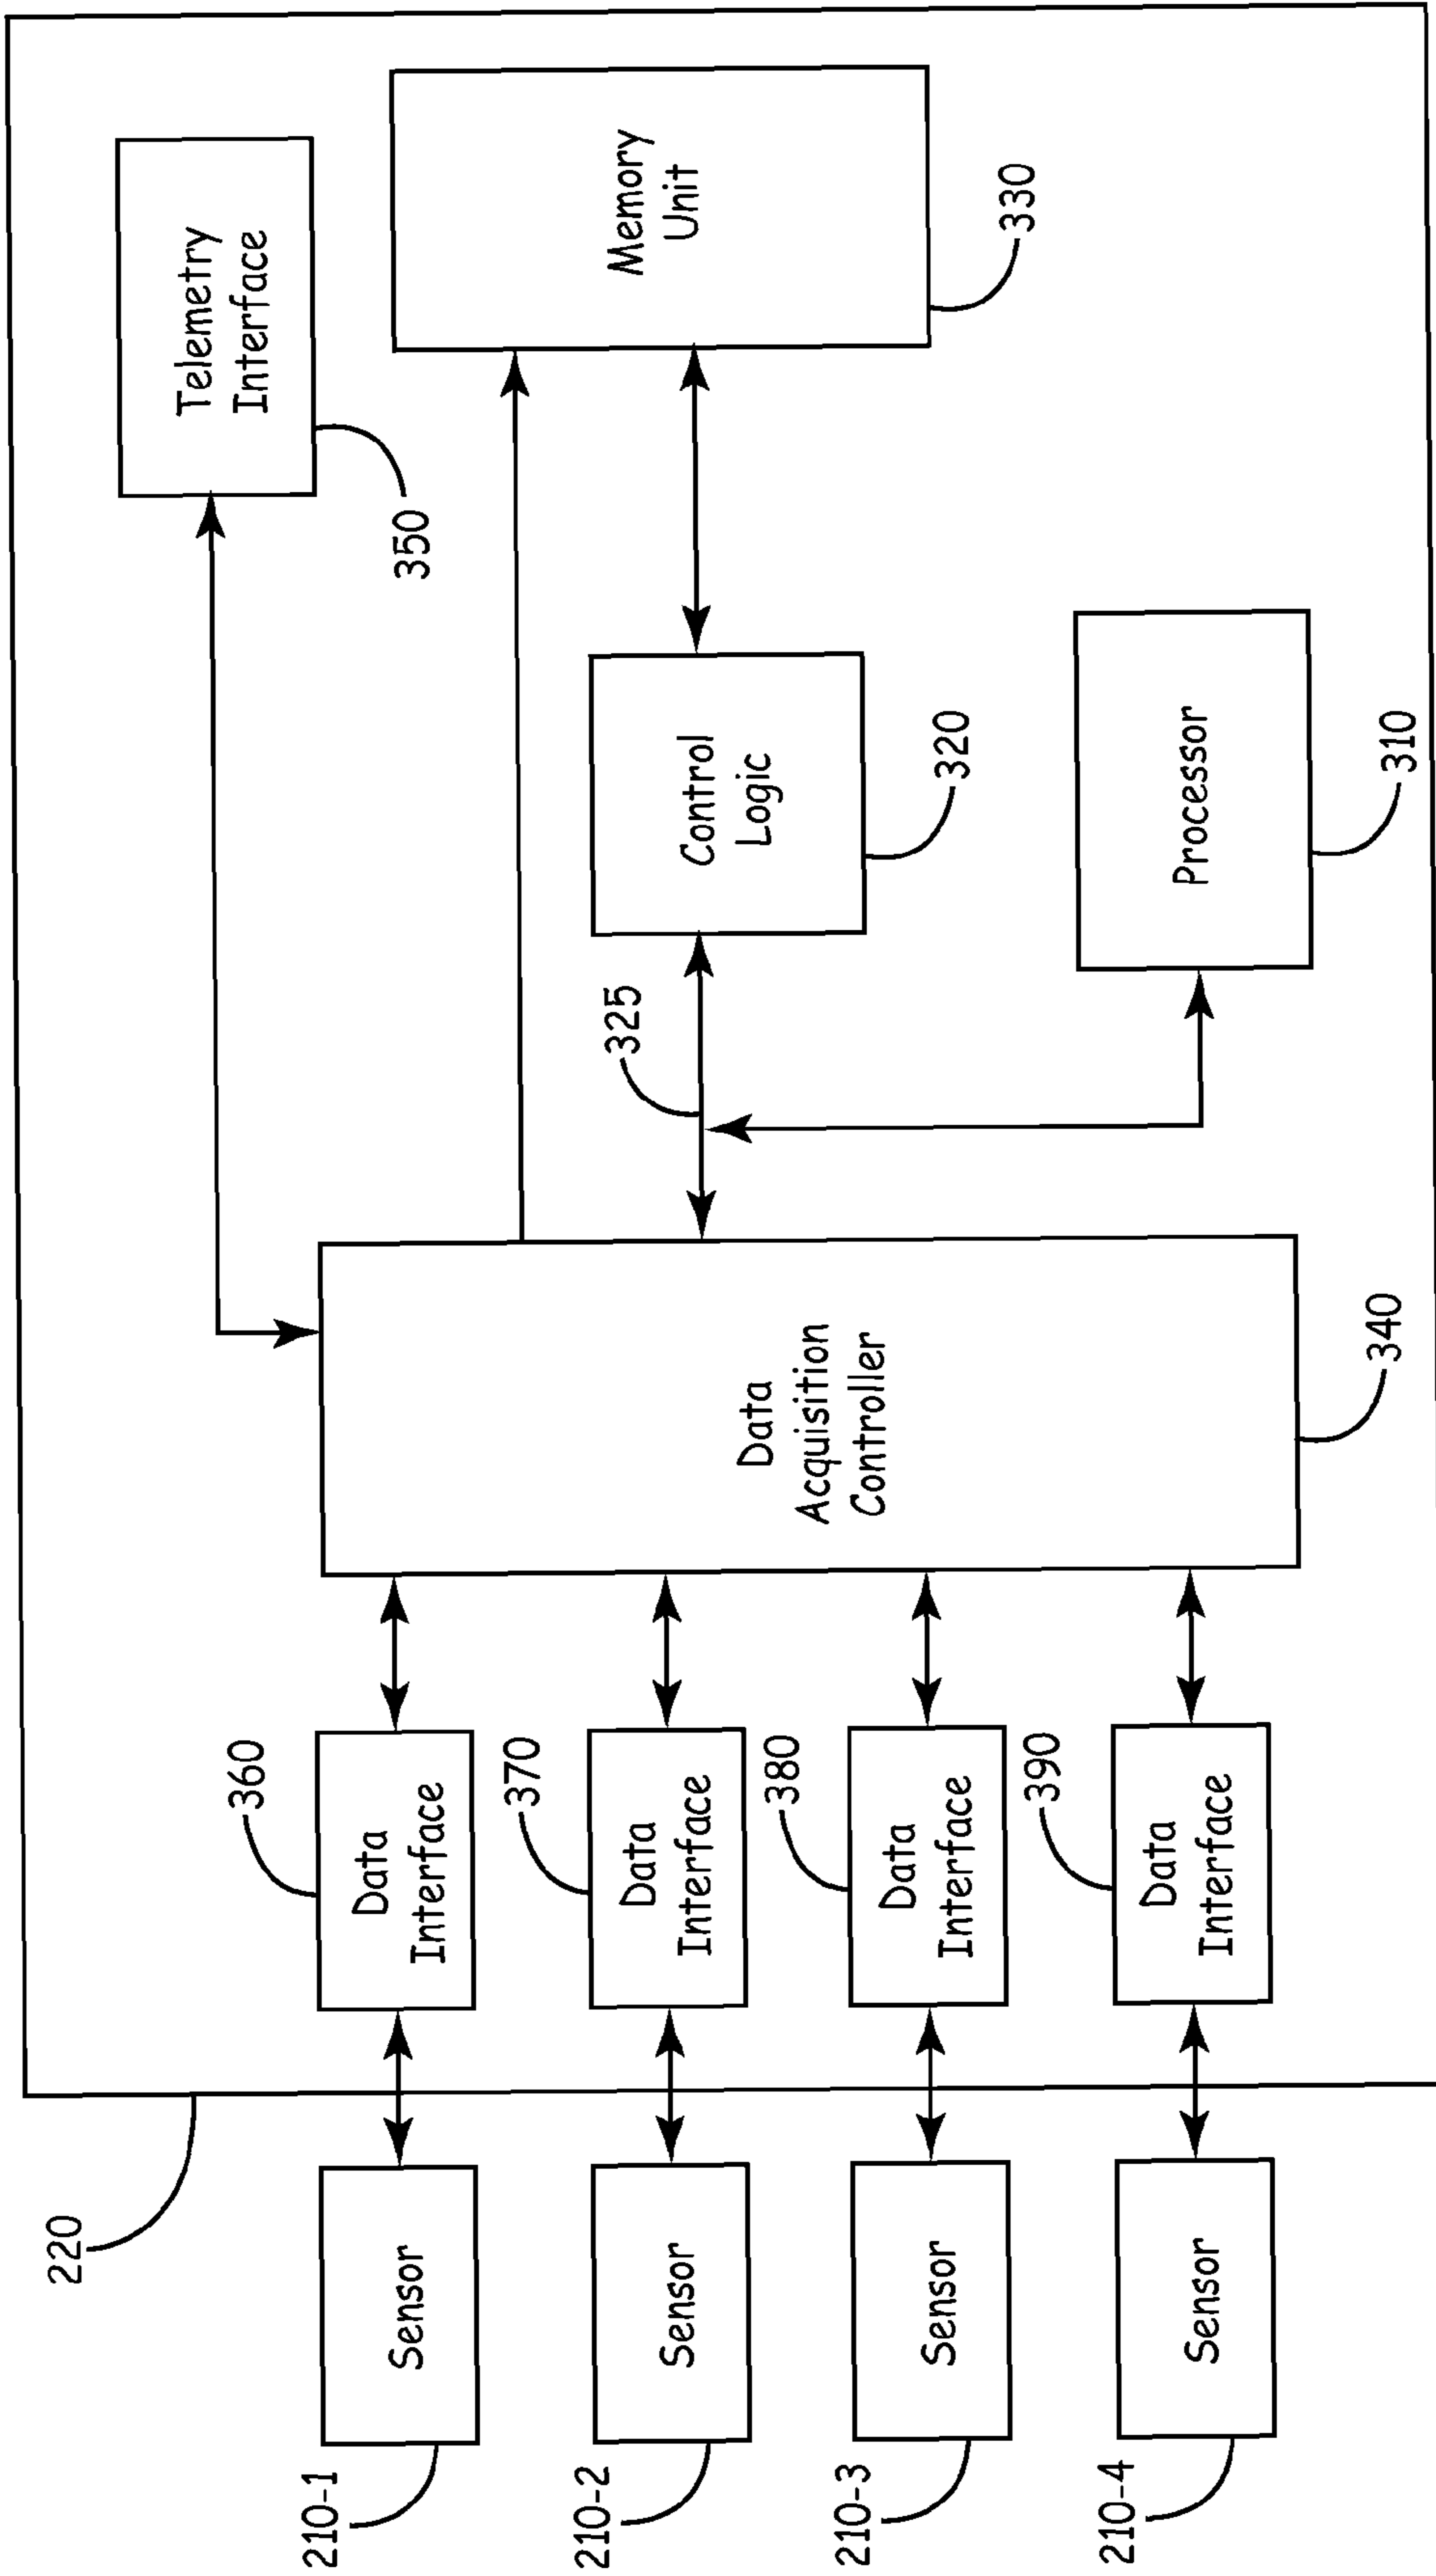 220
210-1
Sensor
360
Data
Interface
210-2
Sensor
370
Data
Interface
210-3
Sensor
380
Data
Interface
210-4
Sensor
390
Data
Interface
Data
Acquisition
Controller
340
325
Control
Logic
320
Processor
310
Telemetry
Interface
350
Memory
Unit
330